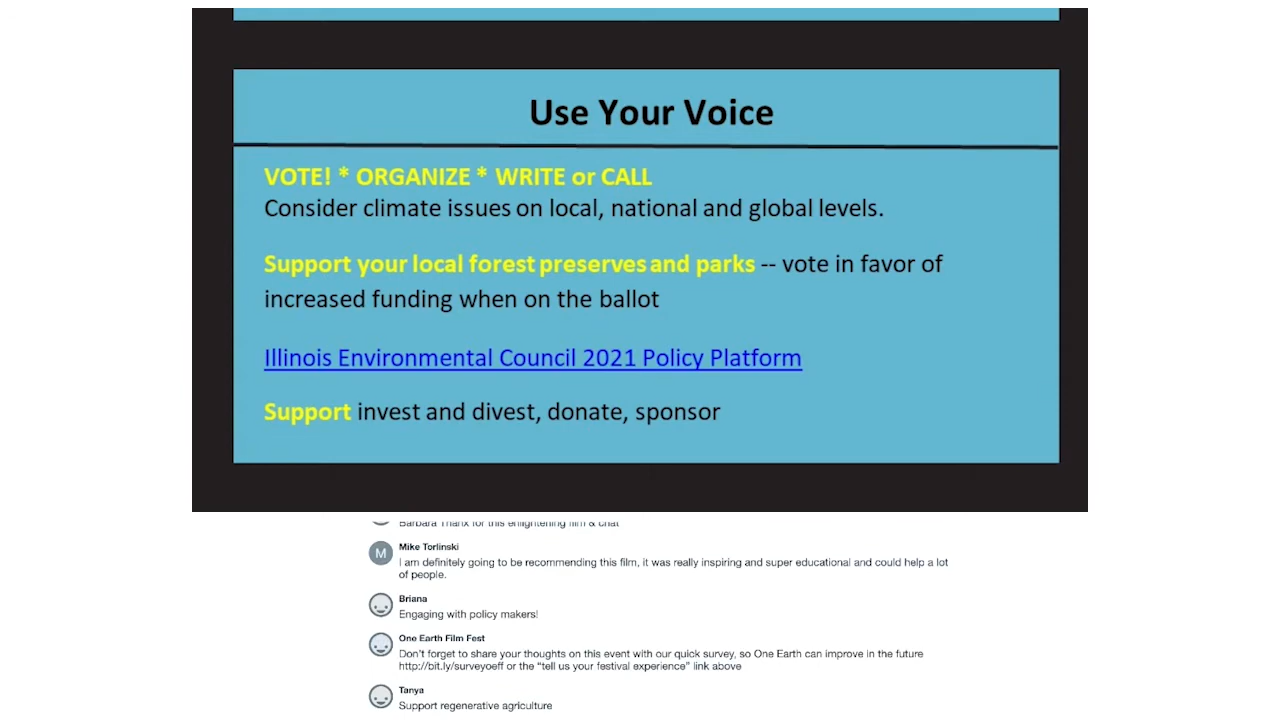 Use Your Voice
VOTE! * ORGANIZE * WRITE or CALL
Consider climate issues on local, national and global levels.
Support your local forest preserves and parks -- vote in favor of
increased funding when on the ballot
Illinois Environmental Council 2021 Policy Platform
Support invest and divest, donate, sponsor
Barbara Thanx for this enlightening film & chat
M
Mike Torlinski
I am definitely going to be recommending this film, it was really inspiring and super educational and could help a lot
of people.
Briana
Engaging with policy makers!
One Earth Film Fest
Don't forget to share your thoughts on this event with our quick survey, so One Earth can improve in the future
http://bit.ly/surveyoeff or the "tell us your festival experience" link above
Tanya
Support regenerative agriculture